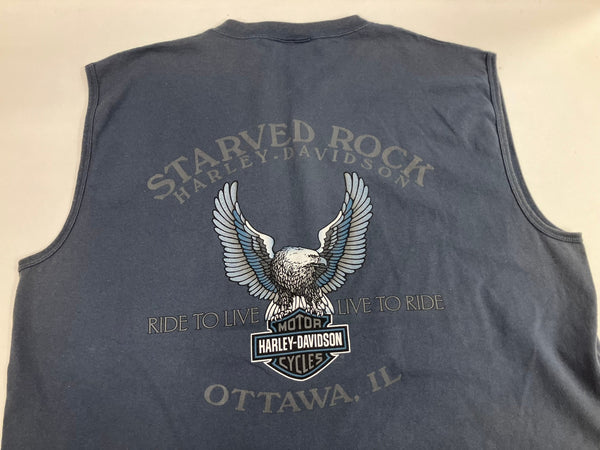 STARVED ROCK
HARLEY-DAVIDSON
RIDE TO LIVE LIVE TO RIDE
MOTOR
HARLEY-DAVIDSON
CYCLES
OTTAWA, IL